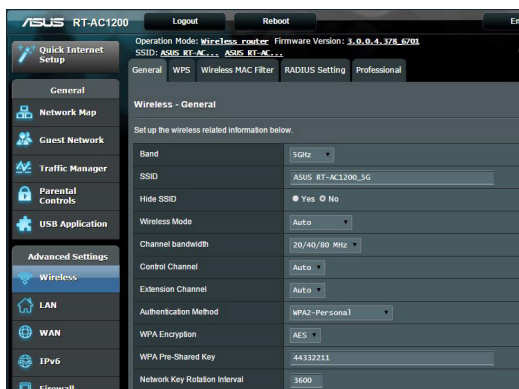 ASUS RT-AC1200 Logout Reboot
Operation Mode: Wireless router Firmware Version: 3.0.0.4.378_6701
SSID: ASUS RT-AC... ASUS RT-AC...
Quick Internet Setup
General WPS Wireless MAC Filter RADIUS Setting Professional
General
Network Map
Guest Network
Traffic Manager
Parental Controls
USB Application
Advanced Settings
Wireless
LAN
WAN
IPv6
Firewall
Wireless - General
Set up the wireless related information below.
Band 5GHz
SSID ASUS RT-AC1200_5G
Hide SSID Yes No
Wireless Mode Auto
Channel bandwidth 20/40/80 MHz
Control Channel Auto
Extension Channel Auto
Authentication Method WPA2-Personal
WPA Encryption AES
WPA Pre-Shared Key 44332211
Network Key Rotation Interval 3600